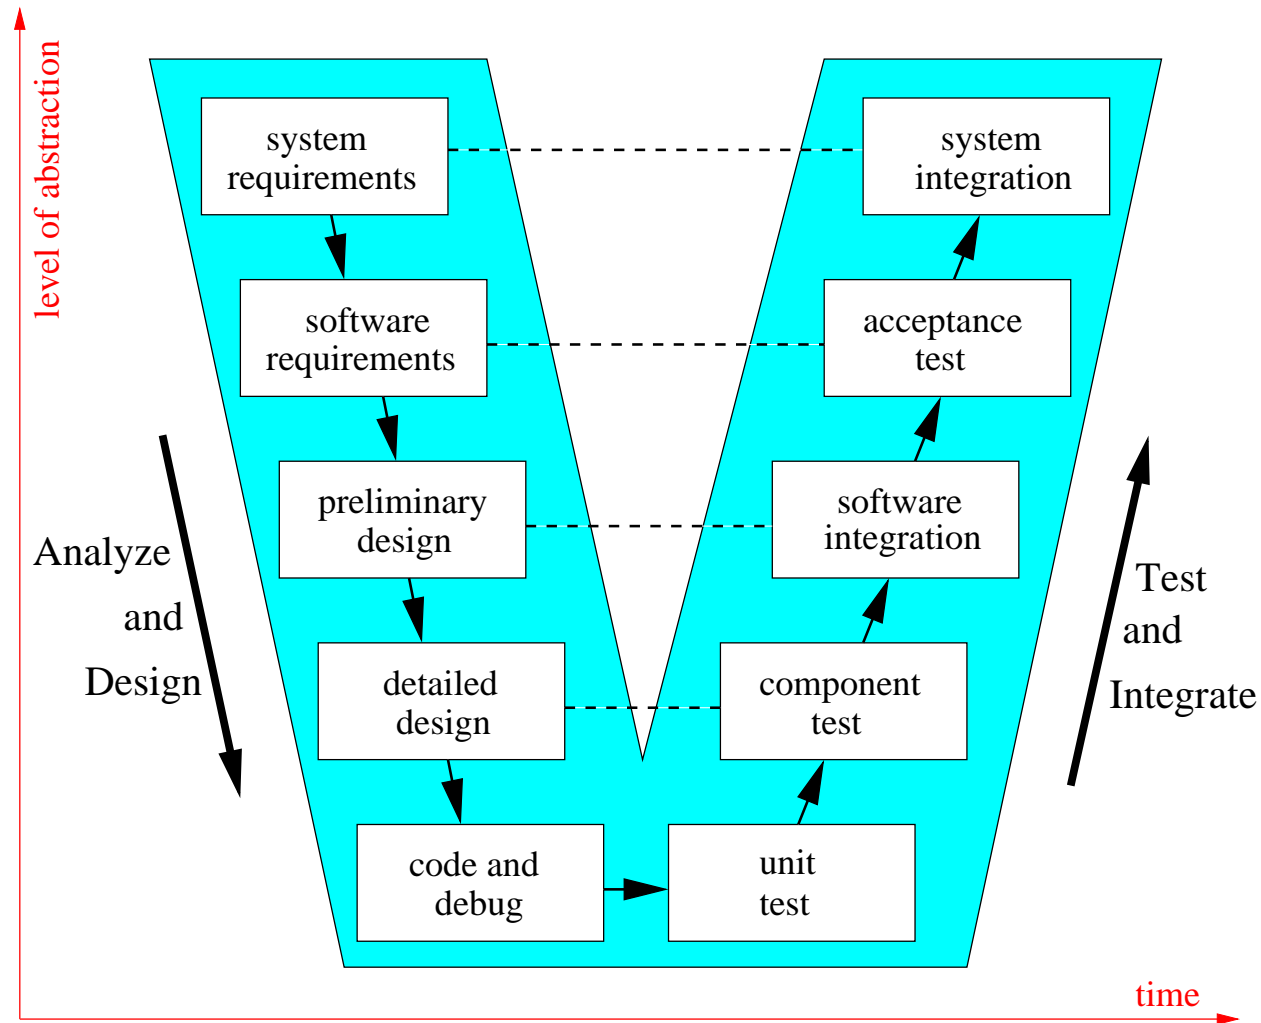 level of abstraction
system
requirements
system
integration
software
requirements
acceptance
test
preliminary
design
software
integration
Analyze
and
Design
Test
and
Integrate
detailed
design
component
test
code and
debug
unit
test
time